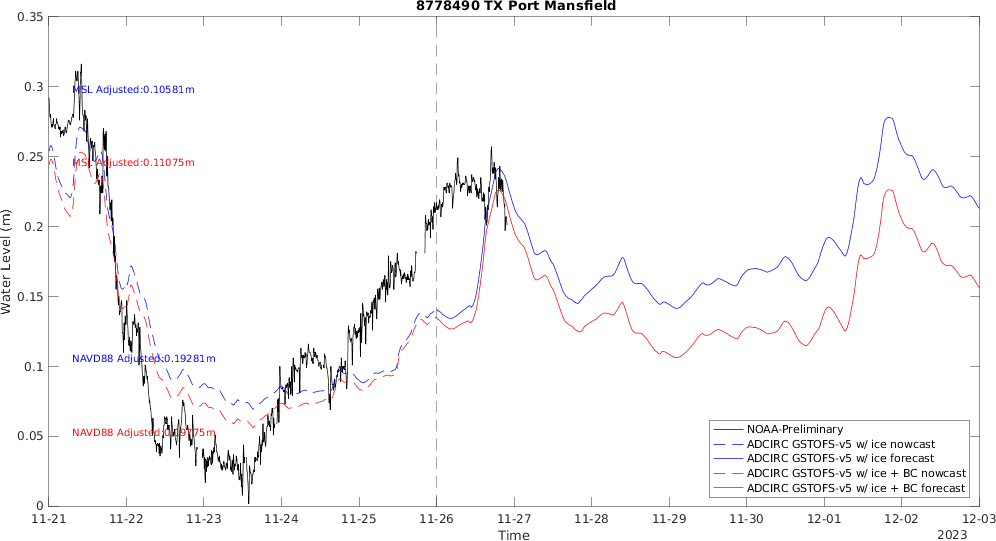 8778490 TX Port Mansfield
0.35
0.3
0.25
0.2
0.15
0.1
0.05
0
Water Level (m)
MSL Adjusted:0.10581m
MSL Adjusted:0.11075m
NAVD88 Adjusted:0.19281m
NAVD88 Adjusted:0.19775m
NOAA-Preliminary
ADCIRC GSTOFS-v5 w/ ice nowcast
ADCIRC GSTOFS-v5 w/ ice forecast
ADCIRC GSTOFS-v5 w/ ice + BC nowcast
ADCIRC GSTOFS-v5 w/ ice + BC forecast
11-21 11-22 11-23 11-24 11-25 11-26 11-27 11-28 11-29 11-30 12-01 12-02 12-03
Time
2023